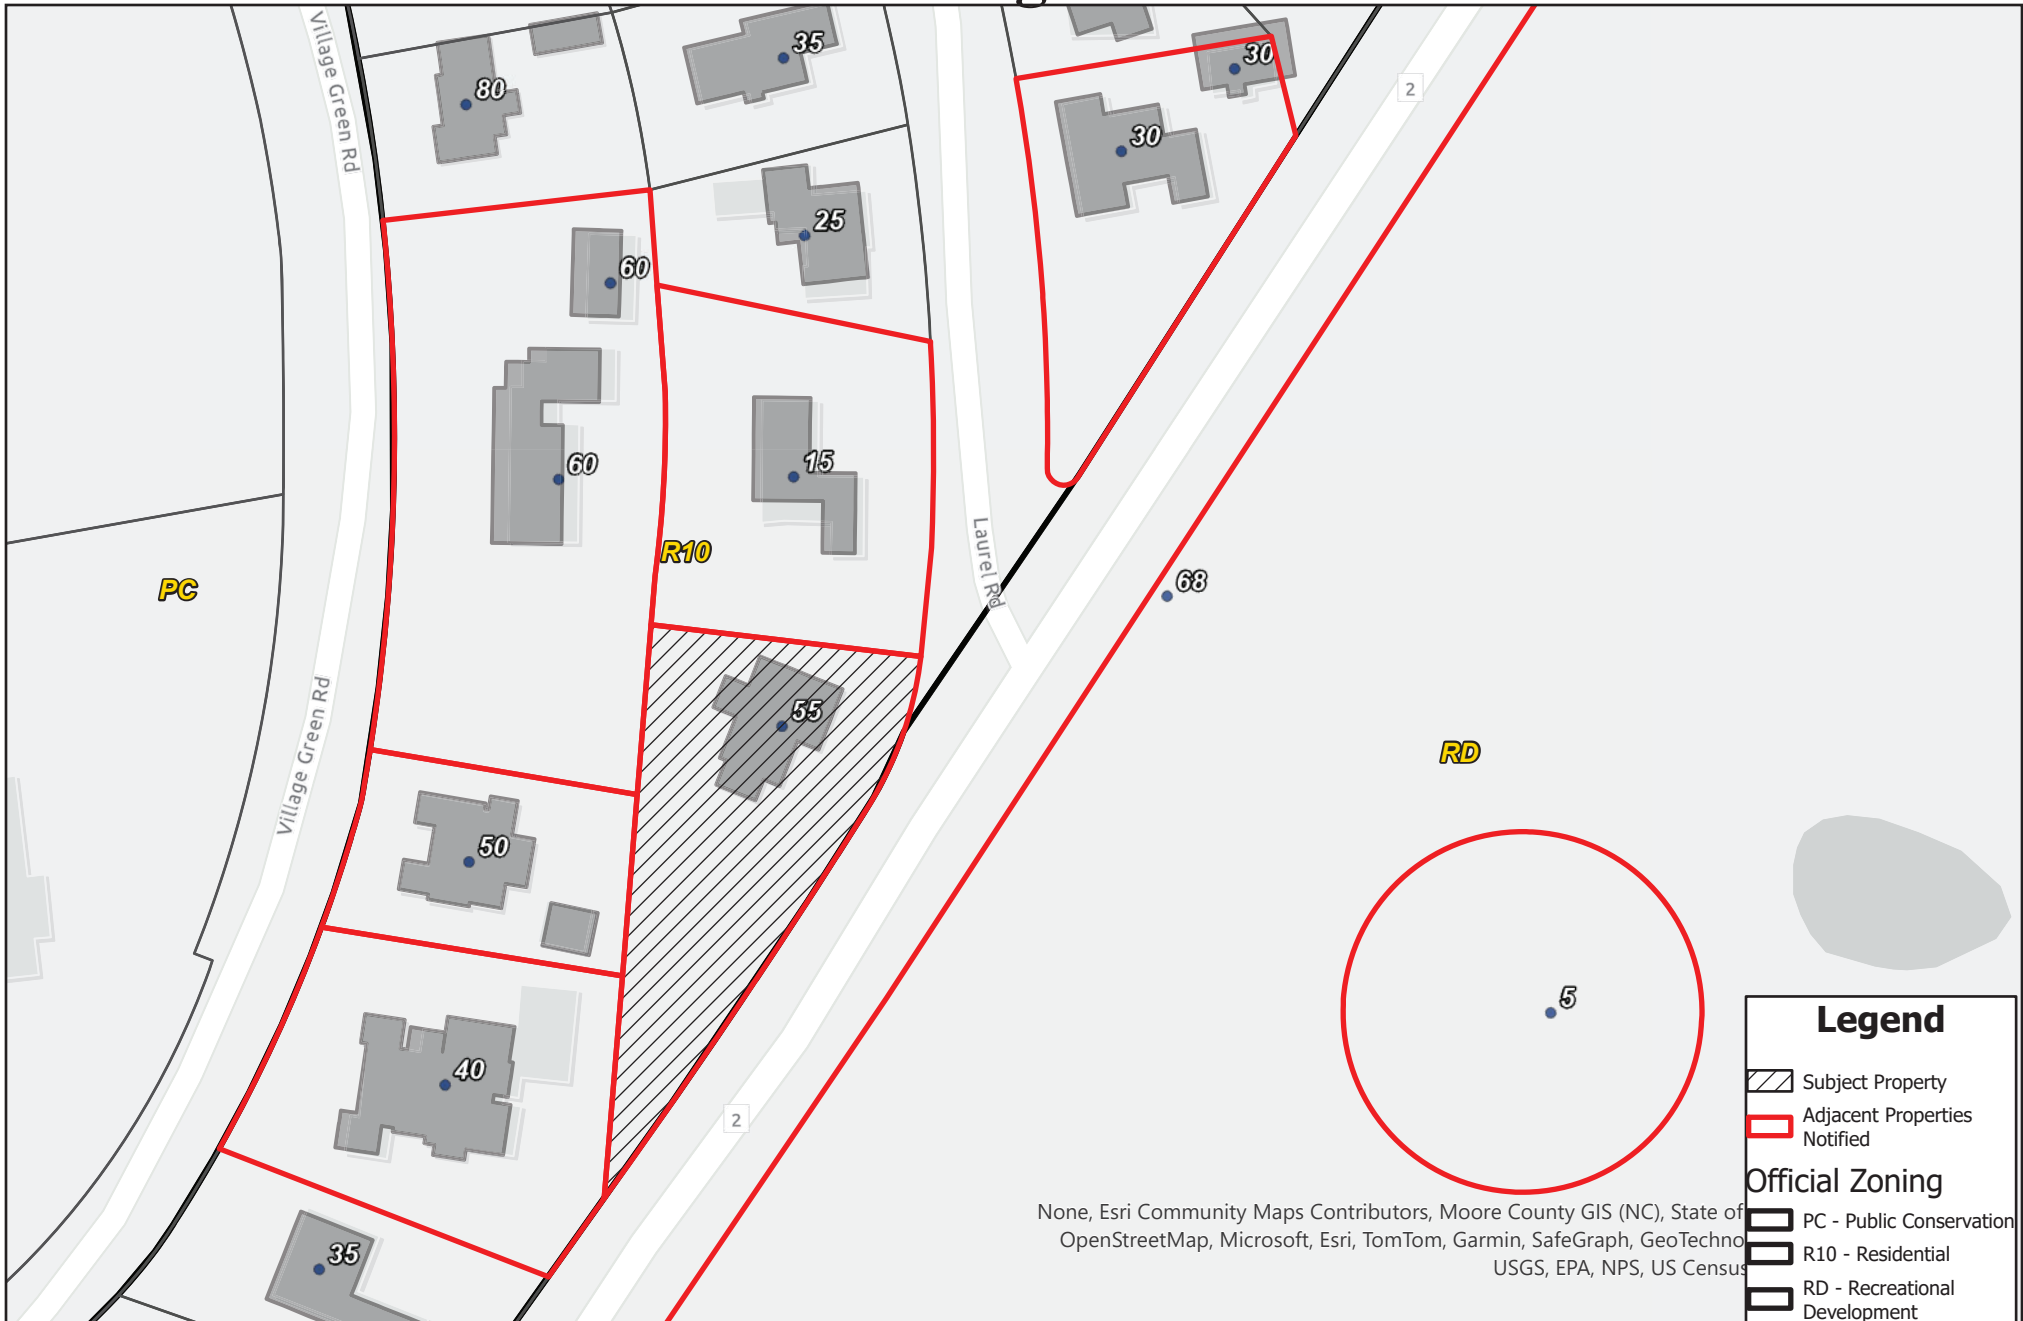 Village Green Rd
80
35
30
2
30
25
60
60
15
R10
Laurel Rd
68
PC
55
Village Green Rd
RD
50
5
40
2
35
Legend
Subject Property
Adjacent Properties
Notified
Official Zoning
PC - Public Conservation
R10 - Residential
RD - Recreational
Development
None, Esri Community Maps Contributors, Moore County GIS (NC), State of
OpenStreetMap, Microsoft, Esri, TomTom, Garmin, SafeGraph, GeoTechno
USGS, EPA, NPS, US Census